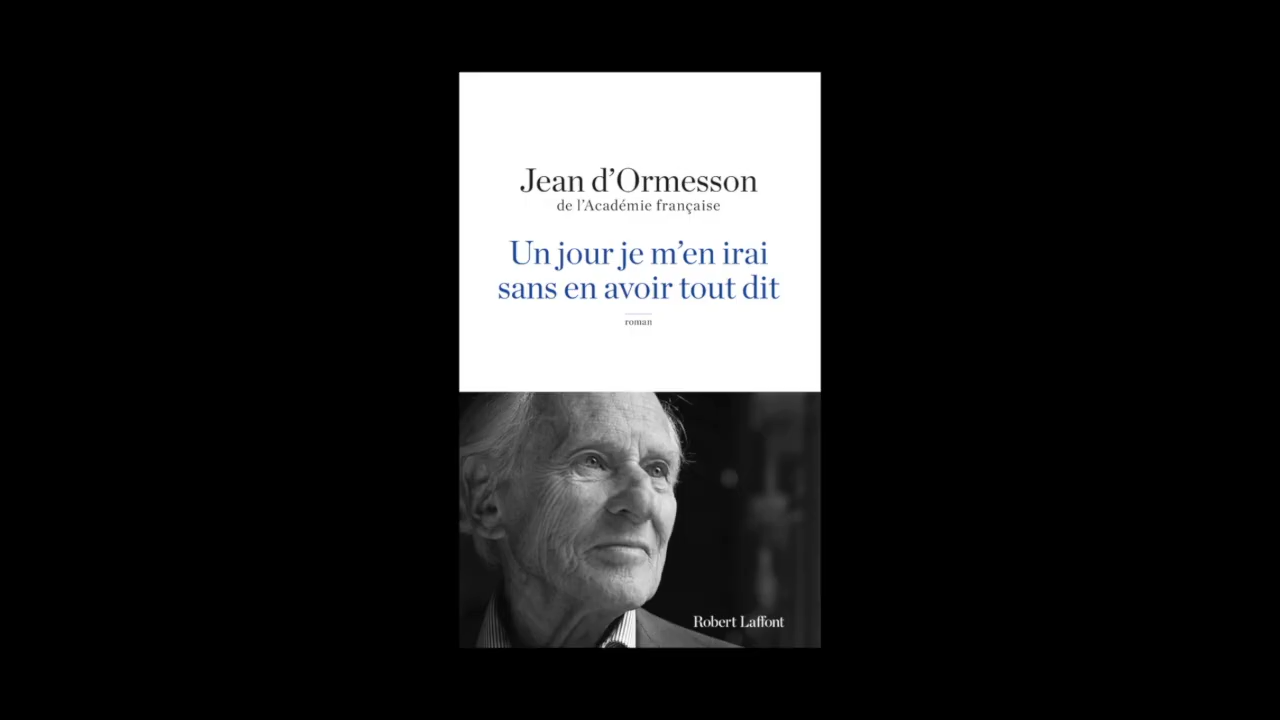 Jean d’Ormesson
de l’Académie française
Un jour je m’en irai
sans en avoir tout dit
roman
Robert Laffont